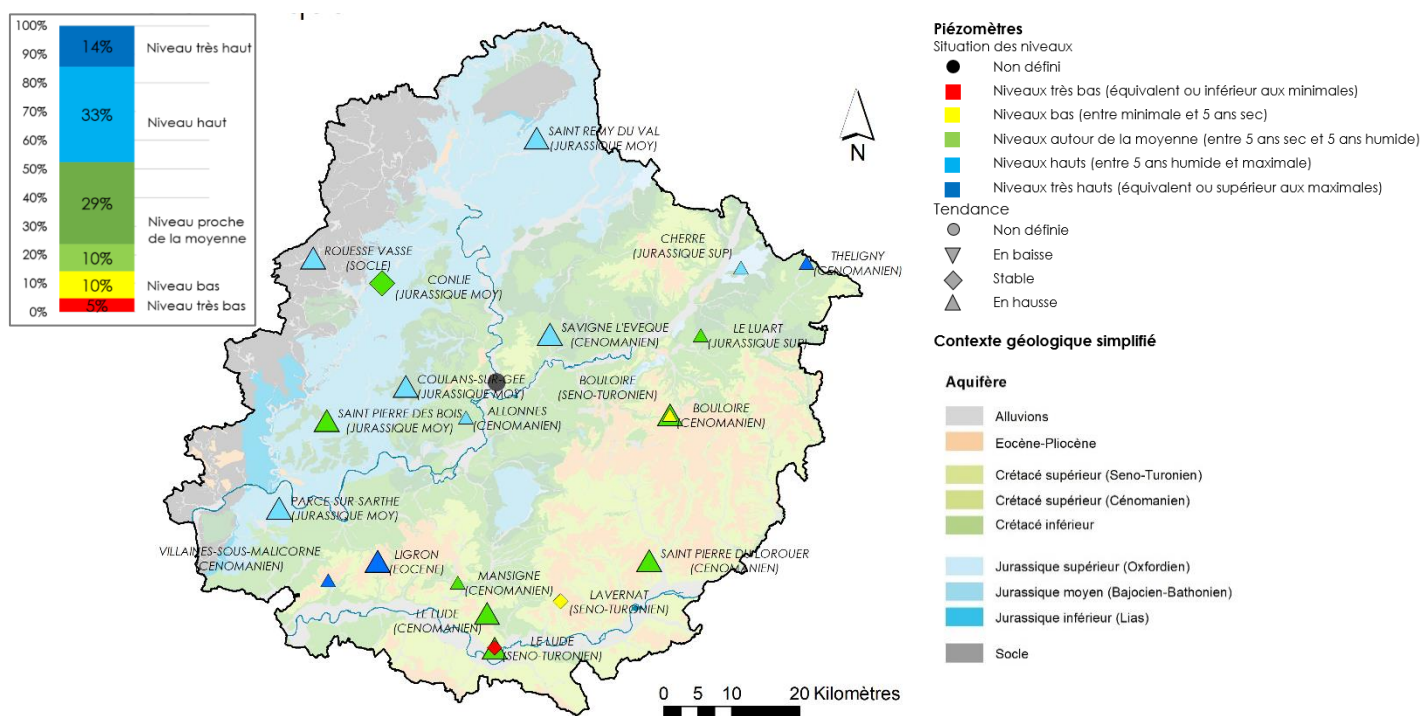 100%
90%
80%
70%
60%
50%
40%
30%
20%
10%
0%
14%
33%
29%
10%
10%
5%
Niveau très haut
Niveau haut
Niveau proche
de la moyenne
Niveau bas
Niveau très bas
SAINT REMY DU VAL
(JURASSIQUE MOY)
N
ROUESSE VASSE
(SOCLE)
CONLIE
(JURASSIQUE MOY)
CHERRE
(JURASSIQUE SUP)
THELIGNY
(CENOMANIEN)
SAVIGNE L'EVEQUE
(CENOMANIEN)
LE LUART
(JURASSIQUE SUP)
COULANS-SUR-GEE
(JURASSIQUE MOY)
BOULOIRE
(SENO-TURONIEN)
SAINT PIERRE DES BOIS
(JURASSIQUE MOY)
ALLONNES
(CENOMANIEN)
BOULOIRE
(CENOMANIEN)
PARCE SUR SARTHE
(JURASSIQUE MOY)
VILLAINES-SOUS-MALICORNE
(CENOMANIEN)
LIGRON
(EOCENE)
MANSIGNE
(CENOMANIEN)
SAINT PIERRE DU LOROUER
(CENOMANIEN)
LAVERNAT
(SENO-TURONIEN)
LE LUDE
(CENOMANIEN)
LE LUDE
(SENO-TURONIEN)
0 5 10 20 Kilomètres
Piézomètres
Situation des niveaux
Non défini
Niveaux très bas (équivalent ou inférieur aux minimales)
Niveaux bas (entre minimale et 5 ans sec)
Niveaux autour de la moyenne (entre 5 ans sec et 5 ans humide)
Niveaux hauts (entre 5 ans humide et maximale)
Niveaux très hauts (équivalent ou supérieur aux maximales)
Tendance
Non définie
En baisse
Stable
En hausse
Contexte géologique simplifié
Aquifère
Alluvions
Eocène-Pliocène
Crétacé supérieur (Seno-Turonien)
Crétacé supérieur (Cénomanien)
Crétacé inférieur
Jurassique supérieur (Oxfordien)
Jurassique moyen (Bajocien-Bathonien)
Jurassique inférieur (Lias)
Socle